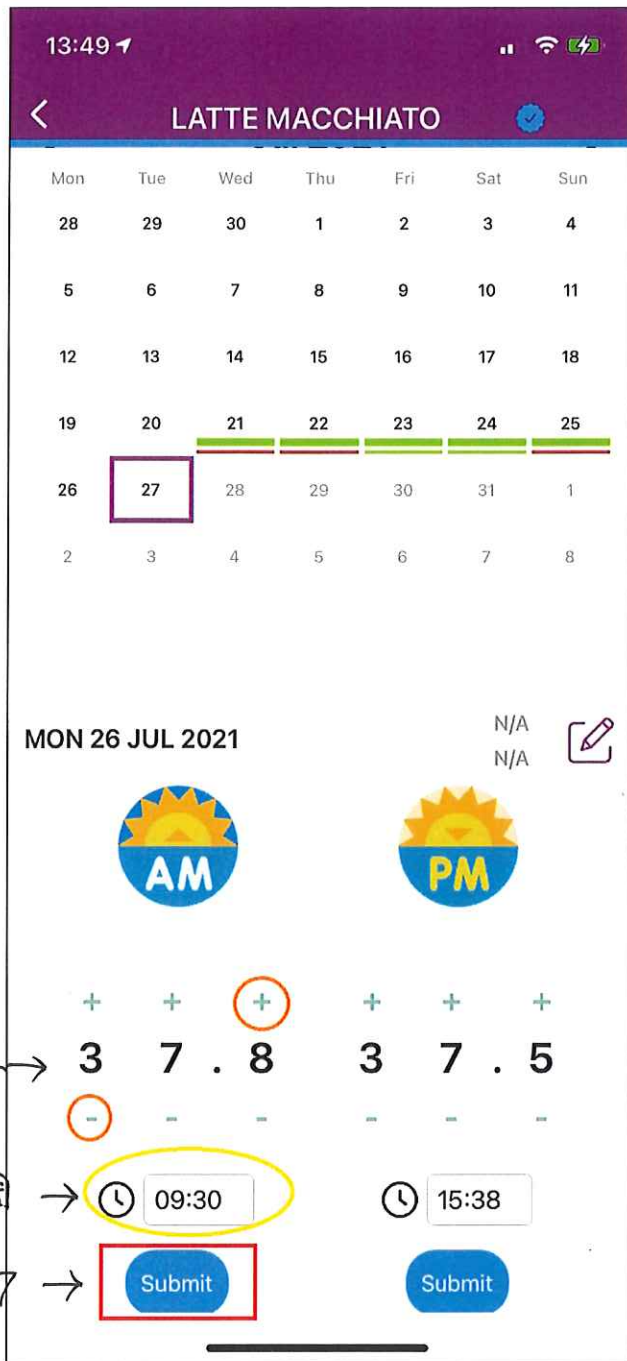 13:49
LATTE MACCHIATO
Mon Tue Wed Thu Fri Sat Sun
28 29 30 1 2 3 4
5 6 7 8 9 10 11
12 13 14 15 16 17 18
19 20 21 22 23 24 25
26 27 28 29 30 31 1
2 3 4 5 6 7 8
MON 26 JUL 2021
N/A
N/A
AM PM
+ + + + + +
3 7 . 8 3 7 . 5
- - - - - -
09:30 15:38
Submit Submit